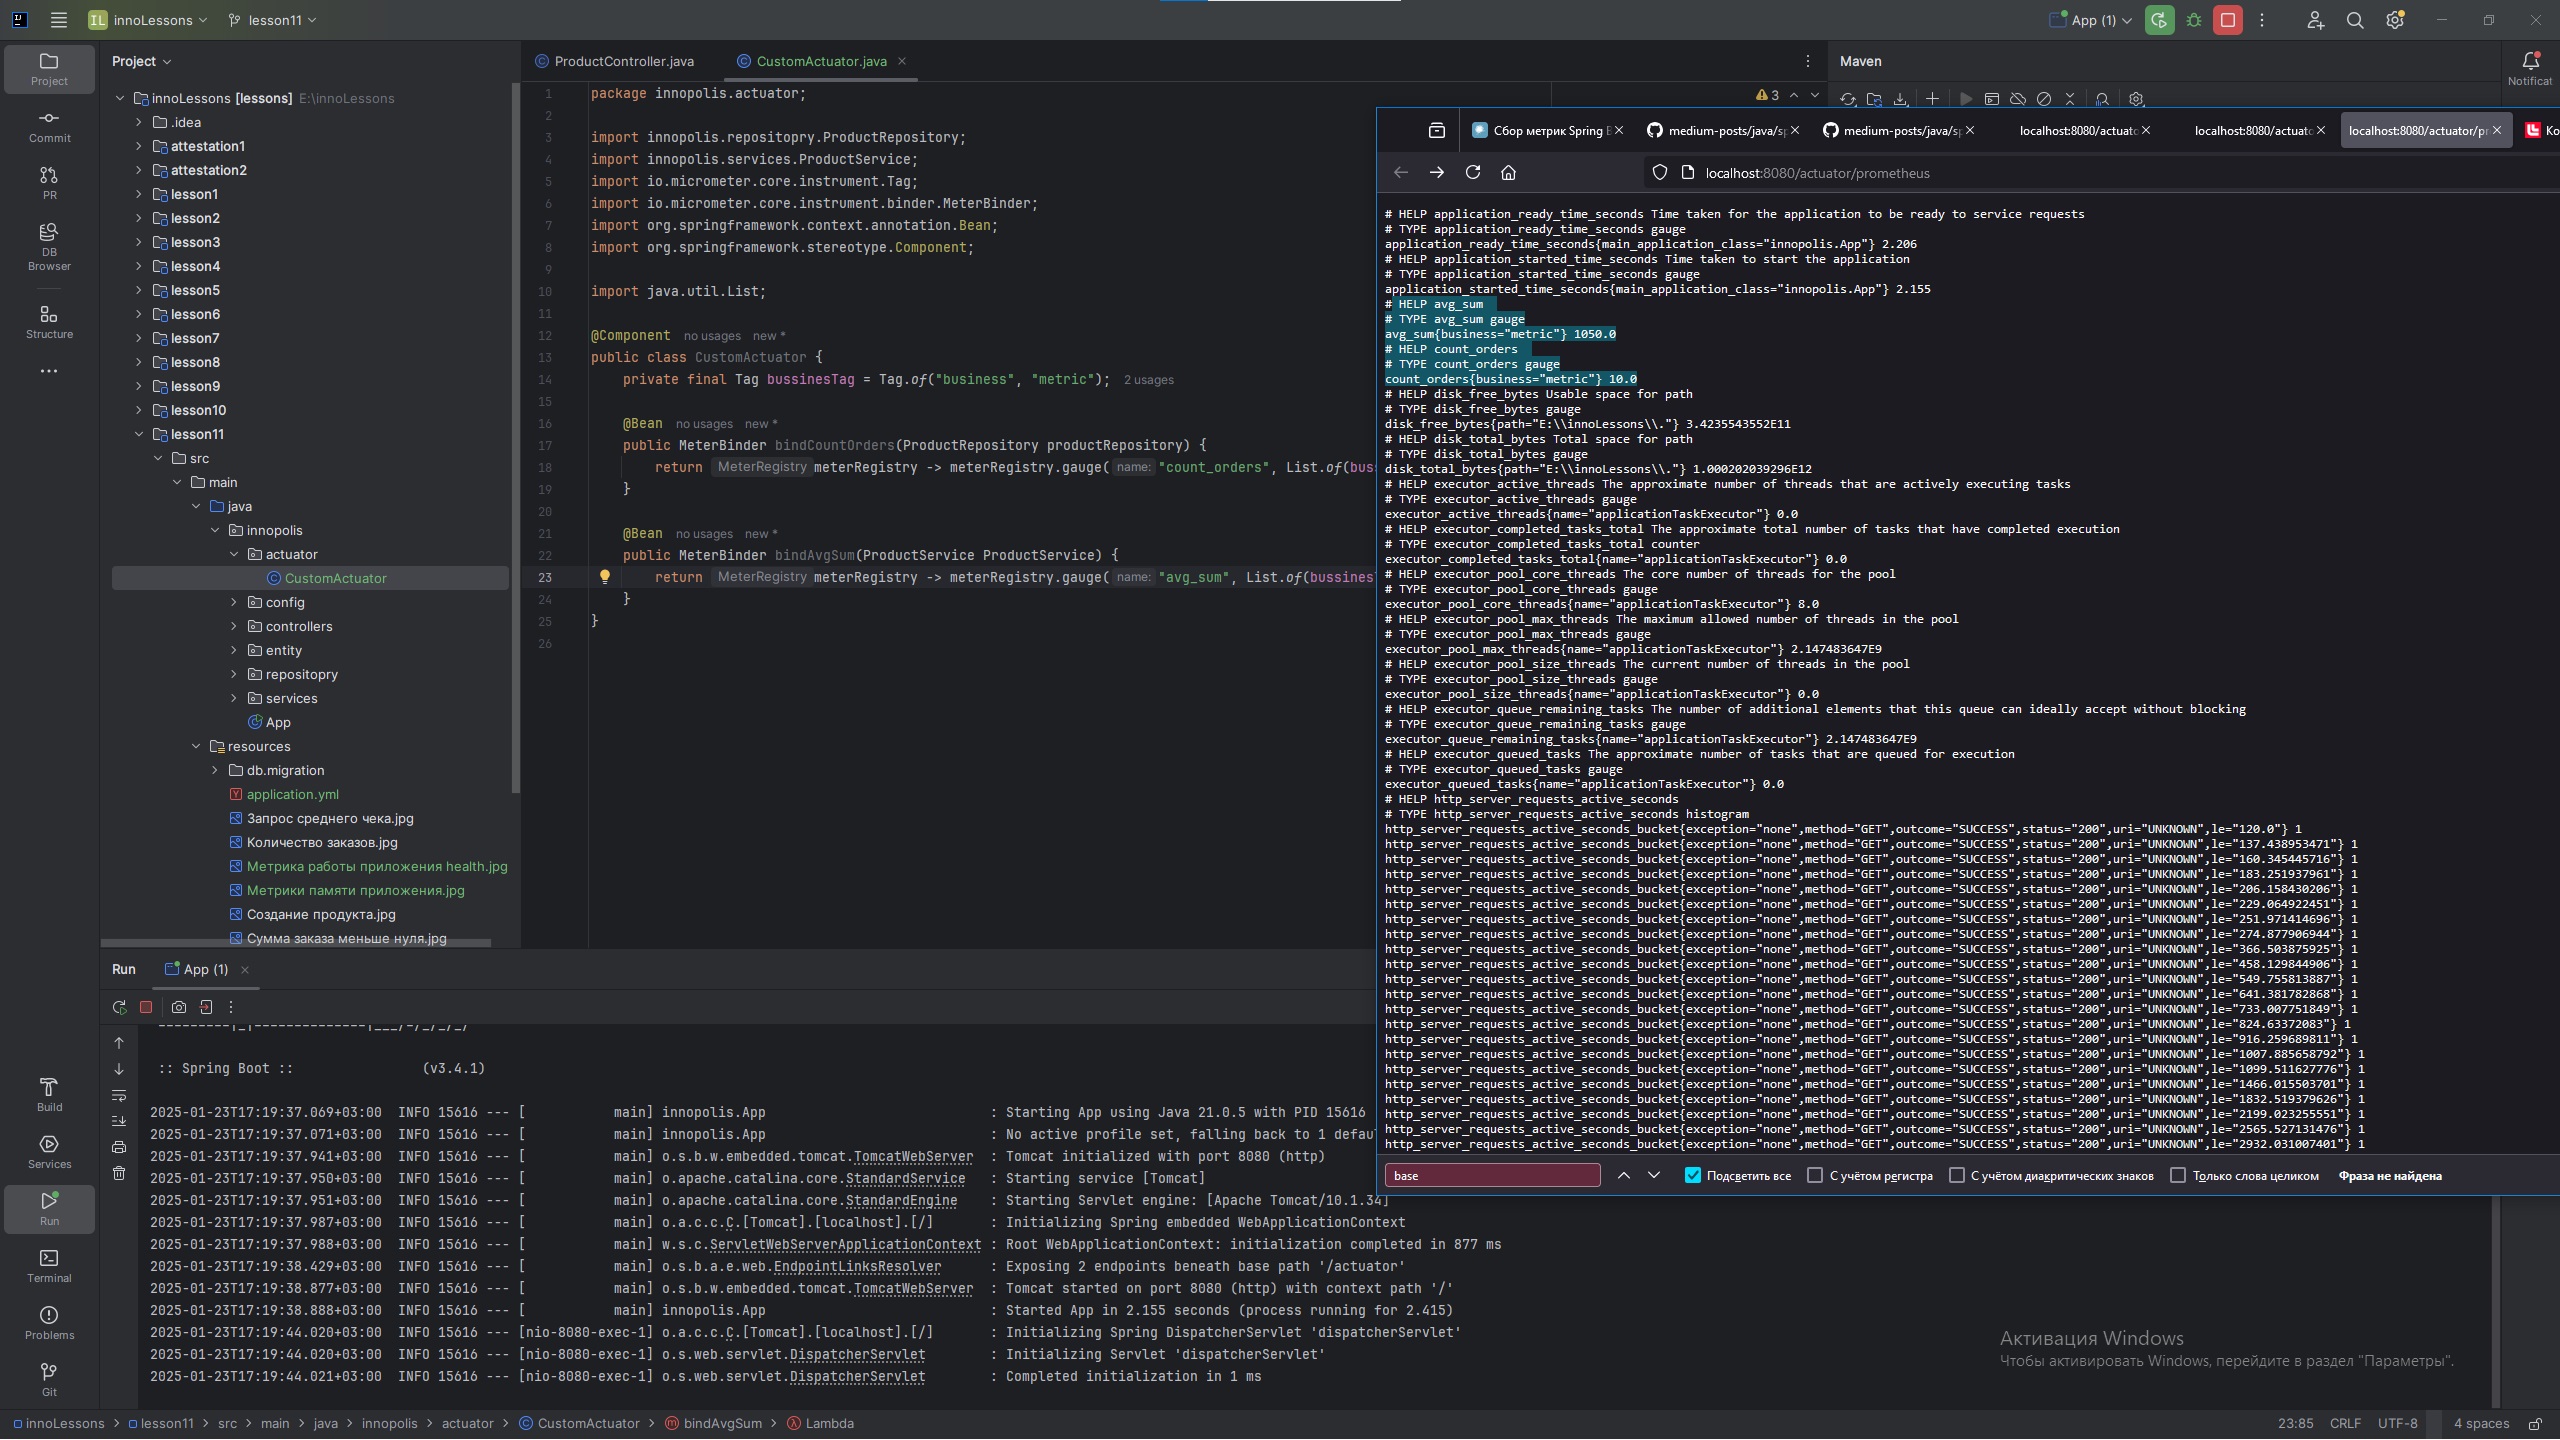 IL innoLessons lesson11 App (1)
Project
Commit
PR
DB Browser
Structure
Project
innoLessons [lessons] E:\innoLessons
.idea
attestation1
attestation2
lesson1
lesson2
lesson3
lesson4
lesson5
lesson6
lesson7
lesson8
lesson9
lesson10
lesson11
src
main
java
innopolis
actuator
CustomActuator
config
controllers
entity
repositopry
services
App
resources
db.migration
application.yml
Запрос среднего чека.jpg
Количество заказов.jpg
Метрика работы приложения health.jpg
Метрики памяти приложения.jpg
Создание продукта.jpg
Сумма заказа меньше нуля.jpg
ProductController.java CustomActuator.java
3
1 package innopolis.actuator;
2
3 import innopolis.repositopry.ProductRepository;
4 import innopolis.services.ProductService;
5 import io.micrometer.core.instrument.Tag;
6 import io.micrometer.core.instrument.binder.MeterBinder;
7 import org.springframework.context.annotation.Bean;
8 import org.springframework.stereotype.Component;
9
10 import java.util.List;
11
12 @Component no usages new *
13 public class CustomActuator {
14 private final Tag bussinesTag = Tag.of("business", "metric"); 2 usages
15
16 @Bean no usages new *
17 public MeterBinder bindCountOrders(ProductRepository productRepository) {
18 return MeterRegistry meterRegistry -> meterRegistry.gauge( name: "count_orders", List.of(bus
19 }
20
21 @Bean no usages new *
22 public MeterBinder bindAvgSum(ProductService ProductService) {
23 return MeterRegistry meterRegistry -> meterRegistry.gauge( name: "avg_sum", List.of(bussines
24 }
25 }
26
Maven
Notificat
Сбор метрик Spring B medium-posts/java/sp medium-posts/java/sp localhost:8080/actuato localhost:8080/actuato localhost:8080/actuator/pr Ко
localhost:8080/actuator/prometheus
# HELP application_ready_time_seconds Time taken for the application to be ready to service requests
# TYPE application_ready_time_seconds gauge
application_ready_time_seconds{main_application_class="innopolis.App"} 2.206
# HELP application_started_time_seconds Time taken to start the application
# TYPE application_started_time_seconds gauge
application_started_time_seconds{main_application_class="innopolis.App"} 2.155
# HELP avg_sum
# TYPE avg_sum gauge
avg_sum{business="metric"} 1050.0
# HELP count_orders
# TYPE count_orders gauge
count_orders{business="metric"} 10.0
# HELP disk_free_bytes Usable space for path
# TYPE disk_free_bytes gauge
disk_free_bytes{path="E:\\innoLessons\\."} 3.4235543552E11
# HELP disk_total_bytes Total space for path
# TYPE disk_total_bytes gauge
disk_total_bytes{path="E:\\innoLessons\\."} 1.000202039296E12
# HELP executor_active_threads The approximate number of threads that are actively executing tasks
# TYPE executor_active_threads gauge
executor_active_threads{name="applicationTaskExecutor"} 0.0
# HELP executor_completed_tasks_total The approximate total number of tasks that have completed execution
# TYPE executor_completed_tasks_total counter
executor_completed_tasks_total{name="applicationTaskExecutor"} 0.0
# HELP executor_pool_core_threads The core number of threads for the pool
# TYPE executor_pool_core_threads gauge
executor_pool_core_threads{name="applicationTaskExecutor"} 8.0
# HELP executor_pool_max_threads The maximum allowed number of threads in the pool
# TYPE executor_pool_max_threads gauge
executor_pool_max_threads{name="applicationTaskExecutor"} 2.147483647E9
# HELP executor_pool_size_threads The current number of threads in the pool
# TYPE executor_pool_size_threads gauge
executor_pool_size_threads{name="applicationTaskExecutor"} 0.0
# HELP executor_queue_remaining_tasks The number of additional elements that this queue can ideally accept without blocking
# TYPE executor_queue_remaining_tasks gauge
executor_queue_remaining_tasks{name="applicationTaskExecutor"} 2.147483647E9
# HELP executor_queued_tasks The approximate number of tasks that are queued for execution
# TYPE executor_queued_tasks gauge
executor_queued_tasks{name="applicationTaskExecutor"} 0.0
# HELP http_server_requests_active_seconds
# TYPE http_server_requests_active_seconds histogram
http_server_requests_active_seconds_bucket{exception="none",method="GET",outcome="SUCCESS",status="200",uri="UNKNOWN",le="120.0"} 1
http_server_requests_active_seconds_bucket{exception="none",method="GET",outcome="SUCCESS",status="200",uri="UNKNOWN",le="137.438953471"} 1
http_server_requests_active_seconds_bucket{exception="none",method="GET",outcome="SUCCESS",status="200",uri="UNKNOWN",le="160.345445716"} 1
http_server_requests_active_seconds_bucket{exception="none",method="GET",outcome="SUCCESS",status="200",uri="UNKNOWN",le="183.251937961"} 1
http_server_requests_active_seconds_bucket{exception="none",method="GET",outcome="SUCCESS",status="200",uri="UNKNOWN",le="206.158430206"} 1
http_server_requests_active_seconds_bucket{exception="none",method="GET",outcome="SUCCESS",status="200",uri="UNKNOWN",le="229.064922451"} 1
http_server_requests_active_seconds_bucket{exception="none",method="GET",outcome="SUCCESS",status="200",uri="UNKNOWN",le="251.971414696"} 1
http_server_requests_active_seconds_bucket{exception="none",method="GET",outcome="SUCCESS",status="200",uri="UNKNOWN",le="274.877906944"} 1
http_server_requests_active_seconds_bucket{exception="none",method="GET",outcome="SUCCESS",status="200",uri="UNKNOWN",le="366.503875925"} 1
http_server_requests_active_seconds_bucket{exception="none",method="GET",outcome="SUCCESS",status="200",uri="UNKNOWN",le="458.129844906"} 1
http_server_requests_active_seconds_bucket{exception="none",method="GET",outcome="SUCCESS",status="200",uri="UNKNOWN",le="549.755813887"} 1
http_server_requests_active_seconds_bucket{exception="none",method="GET",outcome="SUCCESS",status="200",uri="UNKNOWN",le="641.381782868"} 1
http_server_requests_active_seconds_bucket{exception="none",method="GET",outcome="SUCCESS",status="200",uri="UNKNOWN",le="733.007751849"} 1
http_server_requests_active_seconds_bucket{exception="none",method="GET",outcome="SUCCESS",status="200",uri="UNKNOWN",le="824.63372083"} 1
http_server_requests_active_seconds_bucket{exception="none",method="GET",outcome="SUCCESS",status="200",uri="UNKNOWN",le="916.259689811"} 1
http_server_requests_active_seconds_bucket{exception="none",method="GET",outcome="SUCCESS",status="200",uri="UNKNOWN",le="1007.885658792"} 1
http_server_requests_active_seconds_bucket{exception="none",method="GET",outcome="SUCCESS",status="200",uri="UNKNOWN",le="1099.511627776"} 1
http_server_requests_active_seconds_bucket{exception="none",method="GET",outcome="SUCCESS",status="200",uri="UNKNOWN",le="1466.015503701"} 1
http_server_requests_active_seconds_bucket{exception="none",method="GET",outcome="SUCCESS",status="200",uri="UNKNOWN",le="1832.519379626"} 1
http_server_requests_active_seconds_bucket{exception="none",method="GET",outcome="SUCCESS",status="200",uri="UNKNOWN",le="2199.023255551"} 1
http_server_requests_active_seconds_bucket{exception="none",method="GET",outcome="SUCCESS",status="200",uri="UNKNOWN",le="2565.527131476"} 1
http_server_requests_active_seconds_bucket{exception="none",method="GET",outcome="SUCCESS",status="200",uri="UNKNOWN",le="2932.031007401"} 1
base Подсветить все С учётом регистра С учётом диакритических знаков Только слова целиком Фраза не найдена
Run App (1)
:: Spring Boot :: (v3.4.1)
2025-01-23T17:19:37.069+03:00 INFO 15616 --- [ main] innopolis.App : Starting App using Java 21.0.5 with PID 15616
2025-01-23T17:19:37.071+03:00 INFO 15616 --- [ main] innopolis.App : No active profile set, falling back to 1 defau
2025-01-23T17:19:37.941+03:00 INFO 15616 --- [ main] o.s.b.w.embedded.tomcat.TomcatWebServer : Tomcat initialized with port 8080 (http)
2025-01-23T17:19:37.950+03:00 INFO 15616 --- [ main] o.apache.catalina.core.StandardService : Starting service [Tomcat]
2025-01-23T17:19:37.951+03:00 INFO 15616 --- [ main] o.apache.catalina.core.StandardEngine : Starting Servlet engine: [Apache Tomcat/10.1.34]
2025-01-23T17:19:37.987+03:00 INFO 15616 --- [ main] o.a.c.c.C.[Tomcat].[localhost].[/] : Initializing Spring embedded WebApplicationContext
2025-01-23T17:19:37.988+03:00 INFO 15616 --- [ main] w.s.c.ServletWebServerApplicationContext : Root WebApplicationContext: initialization completed in 877 ms
2025-01-23T17:19:38.429+03:00 INFO 15616 --- [ main] o.s.b.a.e.web.EndpointLinksResolver : Exposing 2 endpoints beneath base path '/actuator'
2025-01-23T17:19:38.877+03:00 INFO 15616 --- [ main] o.s.b.w.embedded.tomcat.TomcatWebServer : Tomcat started on port 8080 (http) with context path '/'
2025-01-23T17:19:38.888+03:00 INFO 15616 --- [ main] innopolis.App : Started App in 2.155 seconds (process running for 2.415)
2025-01-23T17:19:44.020+03:00 INFO 15616 --- [nio-8080-exec-1] o.a.c.c.C.[Tomcat].[localhost].[/] : Initializing Spring DispatcherServlet 'dispatcherServlet'
2025-01-23T17:19:44.020+03:00 INFO 15616 --- [nio-8080-exec-1] o.s.web.servlet.DispatcherServlet : Initializing Servlet 'dispatcherServlet'
2025-01-23T17:19:44.021+03:00 INFO 15616 --- [nio-8080-exec-1] o.s.web.servlet.DispatcherServlet : Completed initialization in 1 ms
Build
Services
Run
Terminal
Problems
Git
Активация Windows
Чтобы активировать Windows, перейдите в раздел "Параметры".
innoLessons > lesson11 > src > main > java > innopolis > actuator > CustomActuator > bindAvgSum > Lambda 23:85 CRLF UTF-8 4 spaces